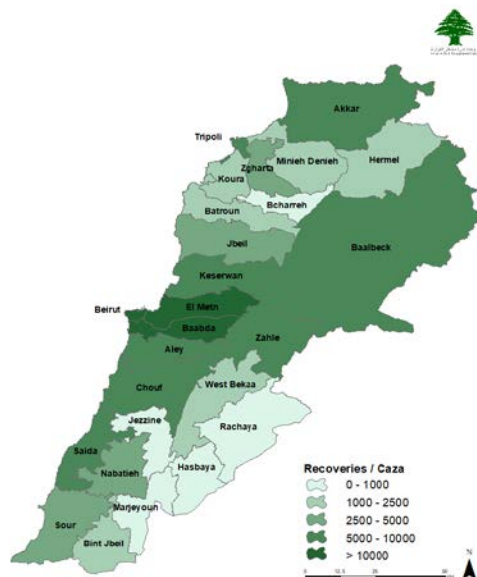 Akkar
Tripoli
Zgharta
Minieh Denieh
Hermel
Koura
Bcharreh
Batroun
Jbeil
Baalbeck
Keserwan
El Metn
Beirut
Baabda
Zahle
Aley
Chouf
West Bekaa
Jezzine
Rachaya
Saida
Nabatieh
Hasbaya
Marjeyoun
Sour
Bint Jbeil
Recoveries / Caza
0 - 1000
1000 - 2500
2500 - 5000
5000 - 10000
> 10000
N